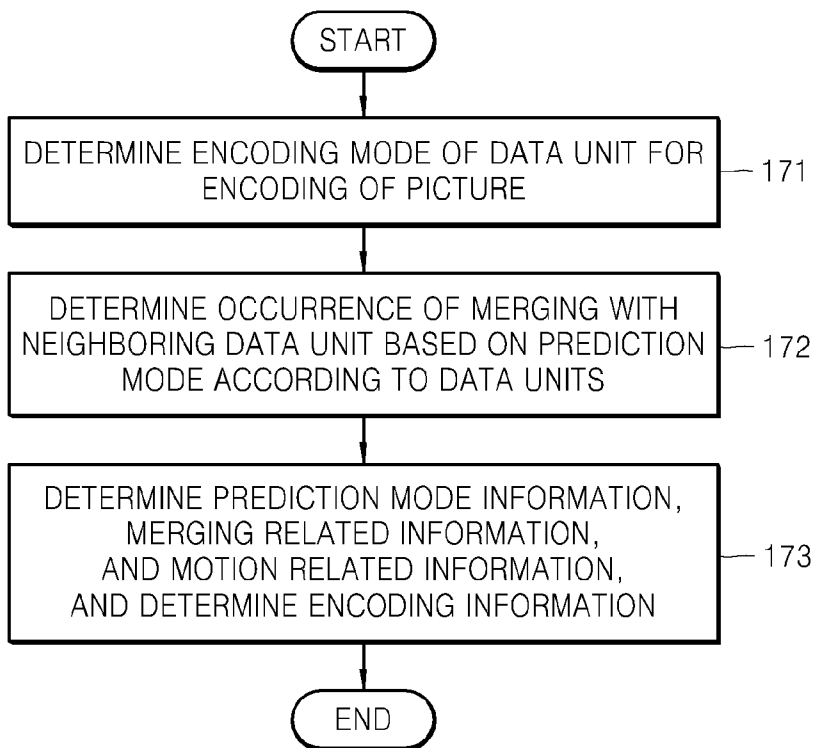 START
DETERMINE ENCODING MODE OF DATA UNIT FOR
ENCODING OF PICTURE
171
DETERMINE OCCURRENCE OF MERGING WITH
NEIGHBORING DATA UNIT BASED ON PREDICTION
MODE ACCORDING TO DATA UNITS
172
DETERMINE PREDICTION MODE INFORMATION,
MERGING RELATED INFORMATION,
AND MOTION RELATED INFORMATION,
AND DETERMINE ENCODING INFORMATION
173
END